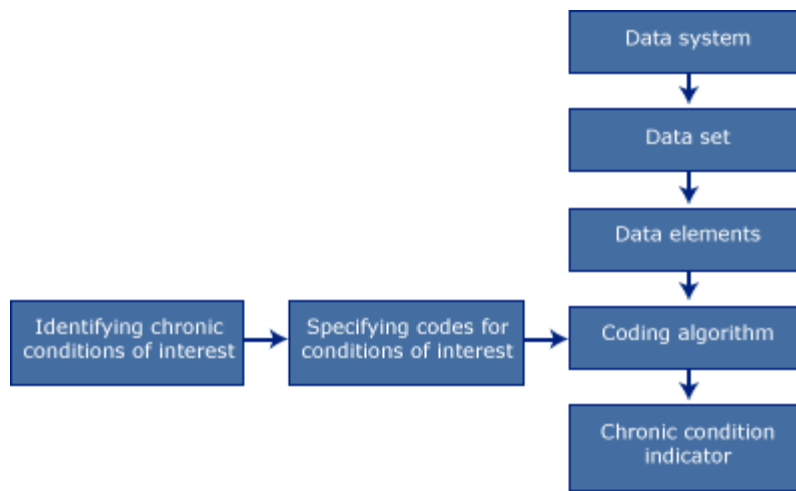 Data system
Data set
Data elements
Identifying chronic
conditions of interest
Specifying codes for
conditions of interest
Coding algorithm
Chronic condition
indicator